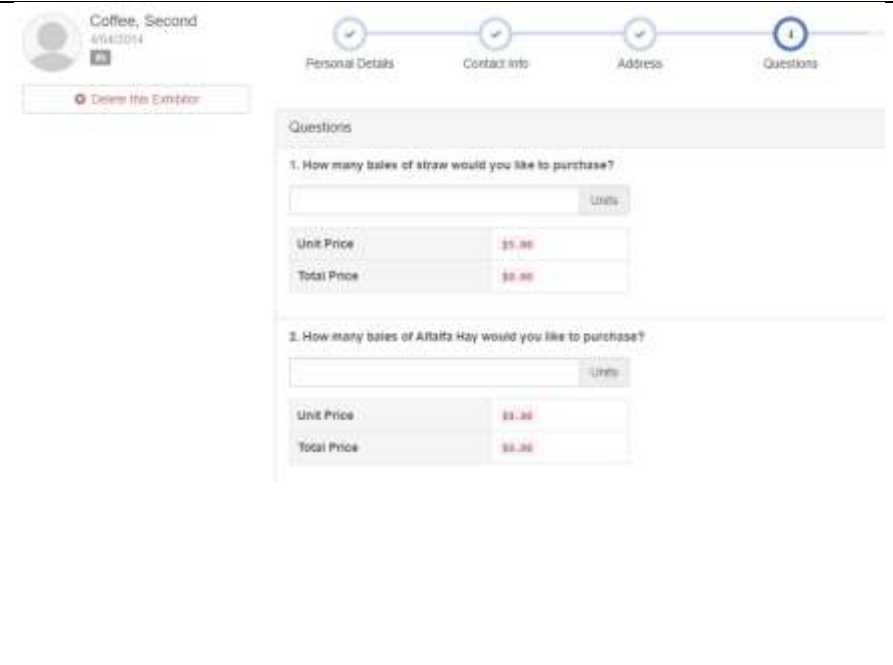 Coffee, Second
Delete this Exhibitor
Personal Details
Contact Info
Address
4
Questions
Questions
1. How many bales of straw would you like to purchase?
Units
Unit Price
Total Price $0.00
2. How many bales of Alfalfa Hay would you like to purchase?
Units
Unit Price
Total Price $0.00